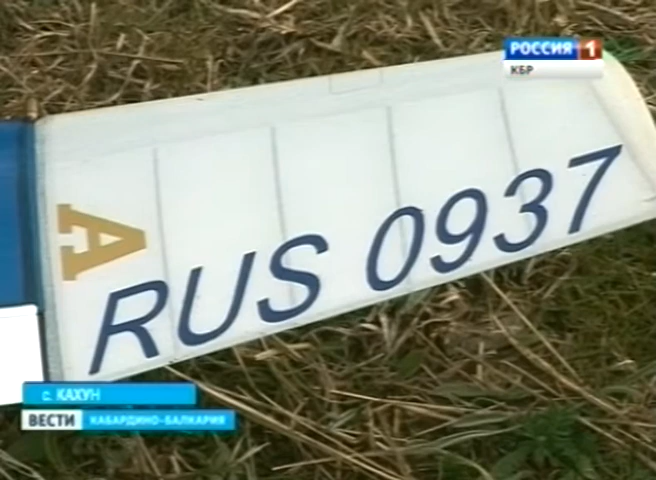 РОССИЯ 1
КБР
A
RUS 0937
с. КАХУН
ВЕСТИ КАБАРДИНО-БАЛКАРИЯ